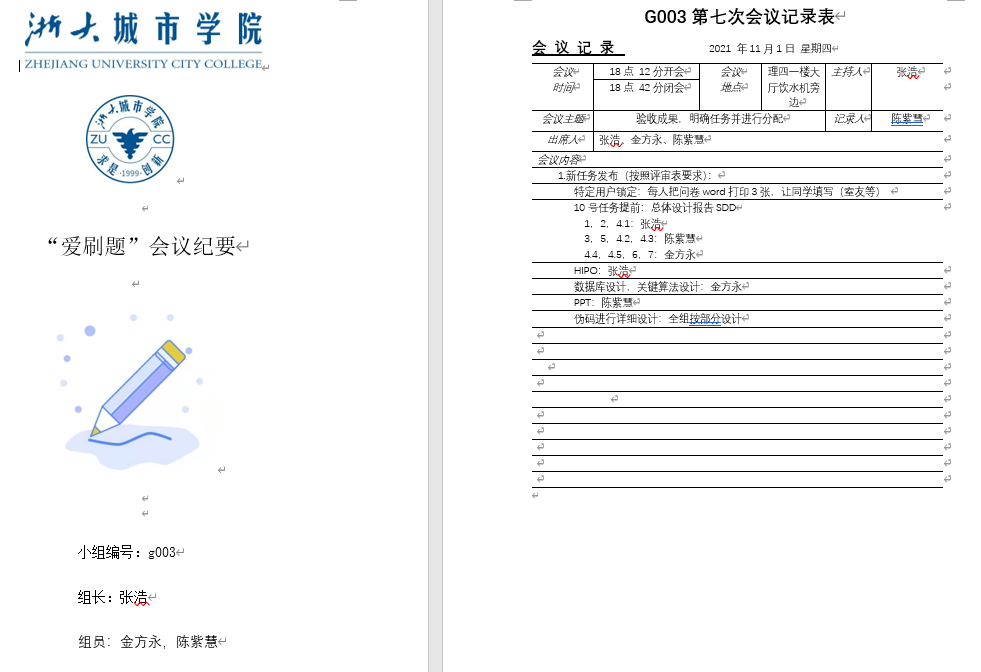 浙大城市学院
ZHEJIANG UNIVERSITY CITY COLLEGE
浙大城市学院
ZU CC
求是·创新
·1999·
“爱刷题”会议纪要
小组编号：g003
组长：张浩
组员：金方永，陈紫慧
G003 第七次会议记录表
会议记录 2021 年 11 月 1 日 星期四
会议时间 18 点 12 分开会 18 点 42 分闭会 会议地点 理四一楼大厅饮水机旁边 主持人 张浩
会议主题 验收成果，明确任务并进行分配 记录人 陈紫慧
出席人 张浩、金方永、陈紫慧
会议内容
1.新任务发布（按照评审表要求）：
特定用户锁定：每人把问卷 word 打印 3 张，让同学填写（室友等）
10 号任务提前：总体设计报告 SDD
1，2，4.1：张浩
3，5，4.2，4.3：陈紫慧
4.4，4.5，6，7：金方永
HIPO：张浩
数据库设计，关键算法设计：金方永
PPT：陈紫慧
伪码进行详细设计：全组按部分设计